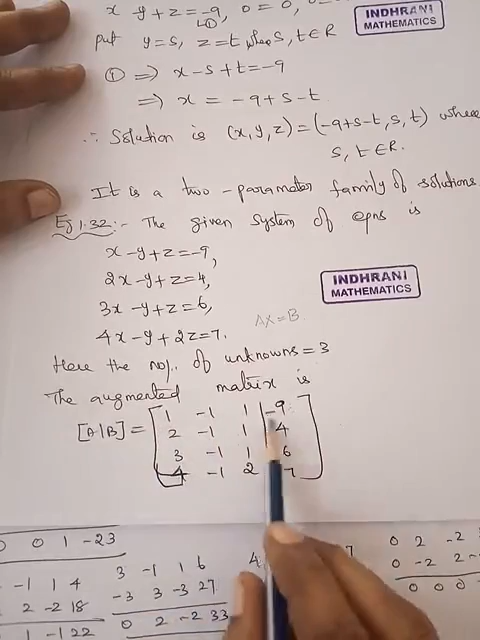 x - y + z = -9, 0 = 0,
①
INDHRANI
MATHEMATICS
put y = s, z = t where s, t ∈ R
① ⇒ x - s + t = -9
⇒ x = -9 + s - t
∴ Solution is (x, y, z) = (-9+s-t, s, t) where
s, t ∈ R.
It is a two-parameter family of solutions
Eg 1.32:- The given system of eqns is
x - y + z = -9,
2x - y + z = 4,
INDHRANI
MATHEMATICS
3x - y + z = 6,
AX = B.
4x - y + 2z = 7.
Here the no., of unknowns = 3
The augmented matrix is
[A|B] =
1 -1 1 | -9
2 -1 1 4
3 -1 1 6
4 -1 2 7
0 0 1 -23
3 -1 1 6
-1 1 4
-3 3 -3 27
2 -2 18
0 2 -2 33
1 -1 22
0 2 -2
0 -2 2
0 0 0